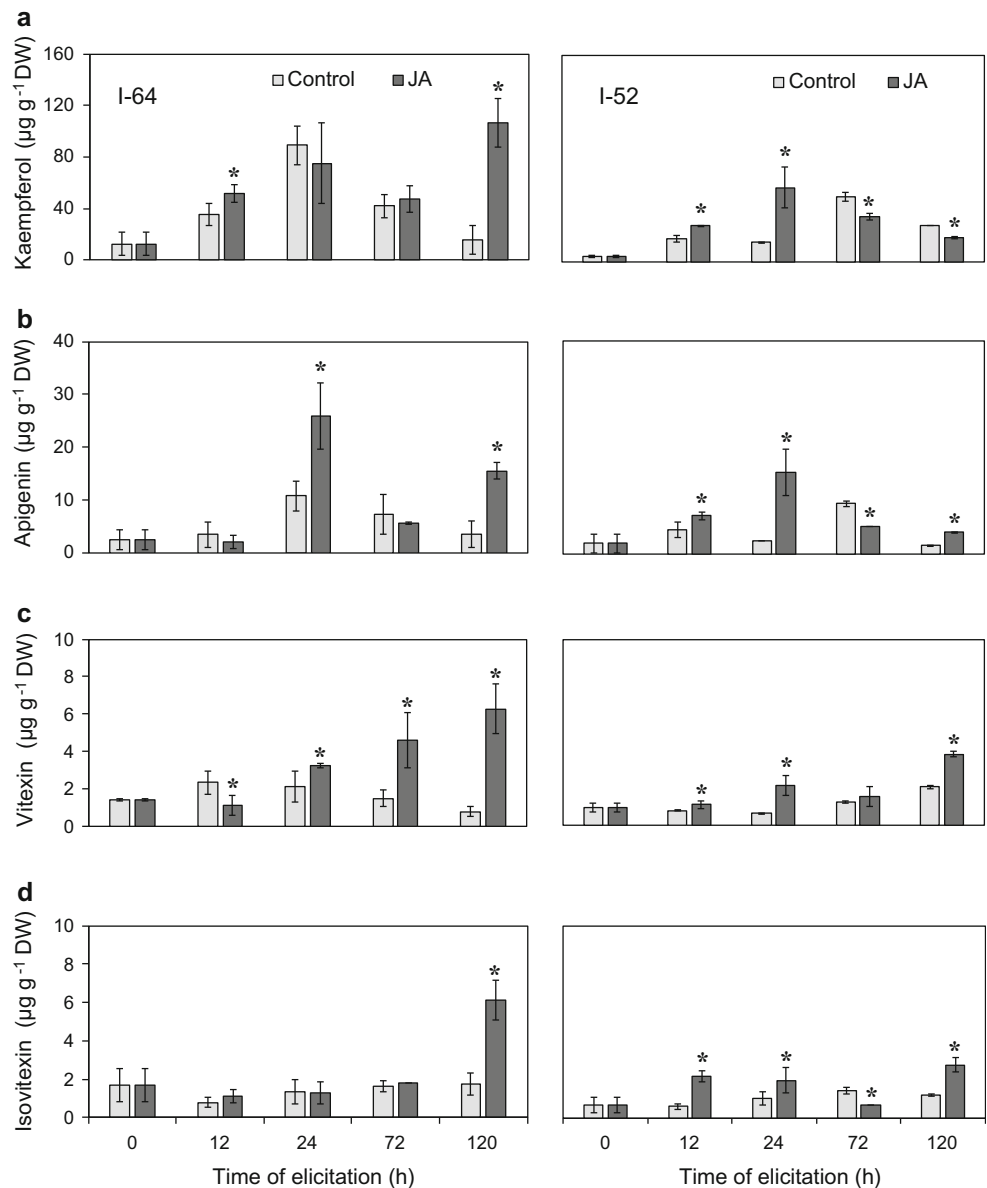 a
Kaempferol (µg g⁻¹ DW)
160
120
80
40
0
I-64
Control JA
*
*
I-52
Control JA
*
*
*
*
b
Apigenin (µg g⁻¹ DW)
40
30
20
10
0
*
*
*
*
*
*
c
Vitexin (µg g⁻¹ DW)
10
8
6
4
2
0
*
*
*
*
*
*
*
d
Isovitexin (µg g⁻¹ DW)
10
8
6
4
2
0
*
*
*
*
*
0 12 24 72 120
Time of elicitation (h)
0 12 24 72 120
Time of elicitation (h)